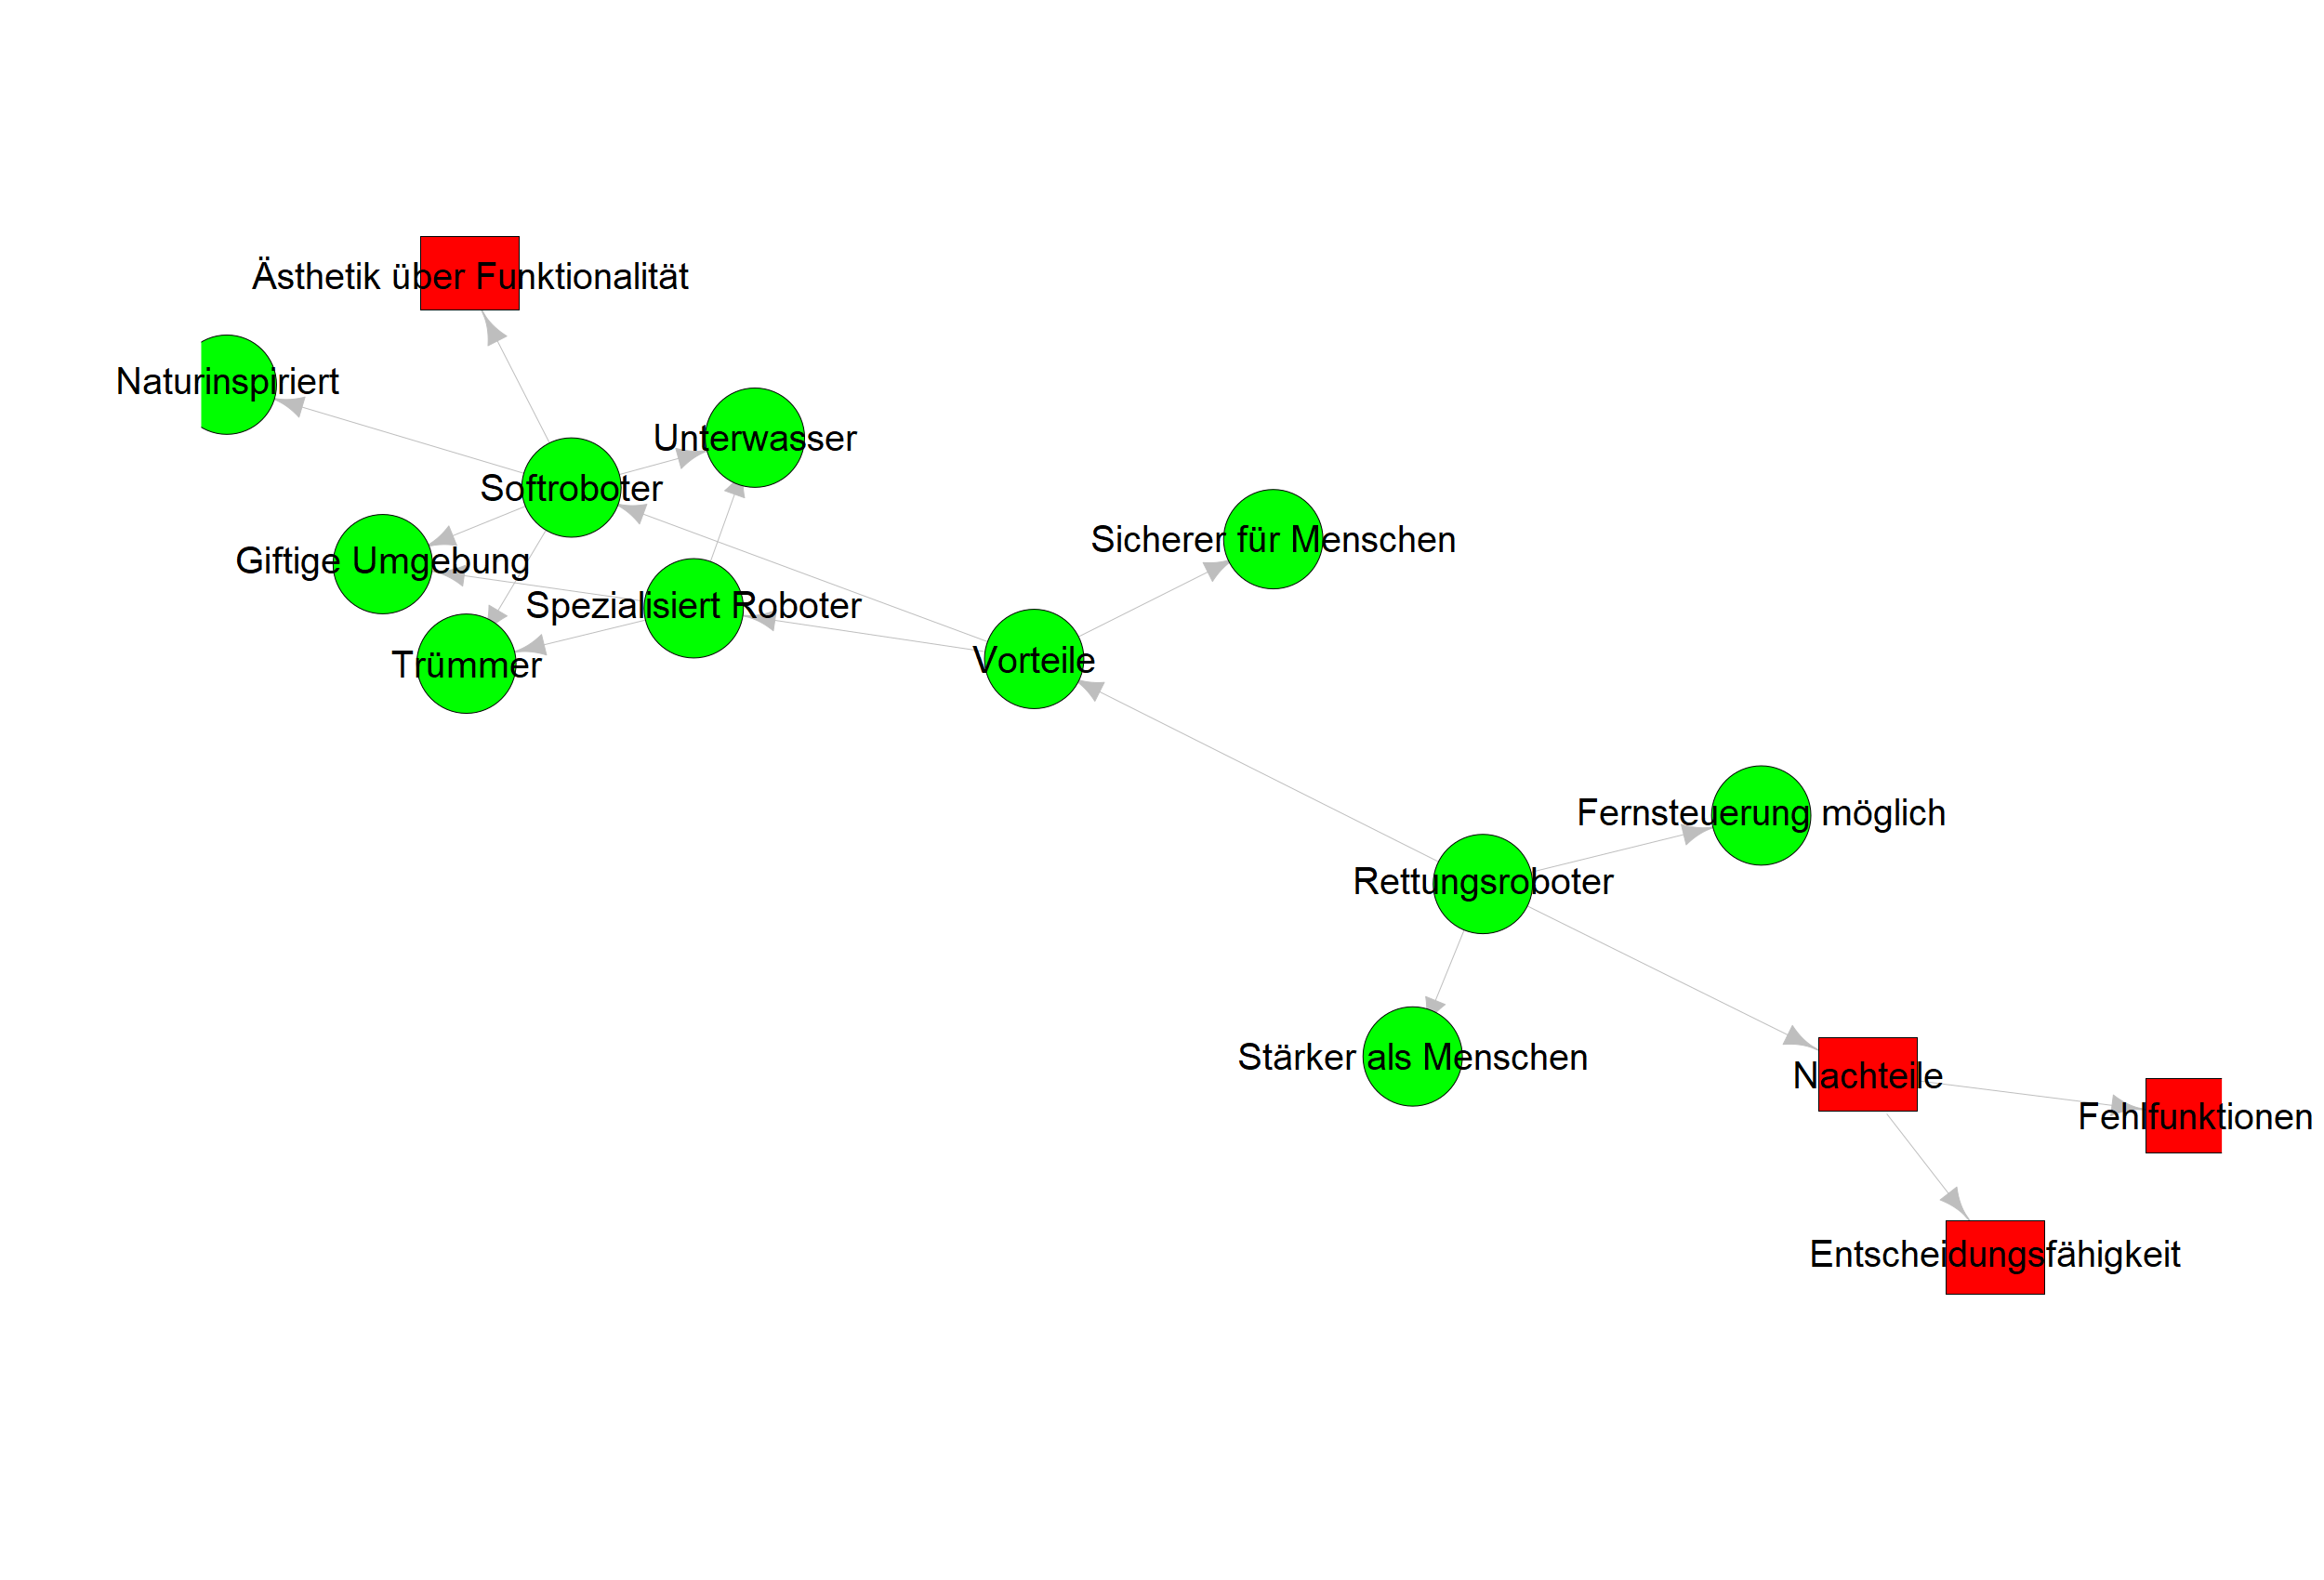 Ästhetik über Funktionalität
Naturinspiriert
Unterwasser
Softroboter
Sicherer für Menschen
Giftige Umgebung
Spezialisiert Roboter
Vorteile
Trümmer
Fernsteuerung möglich
Rettungsroboter
Stärker als Menschen
Nachteile
Fehlfunktionen
Entscheidungsfähigkeit